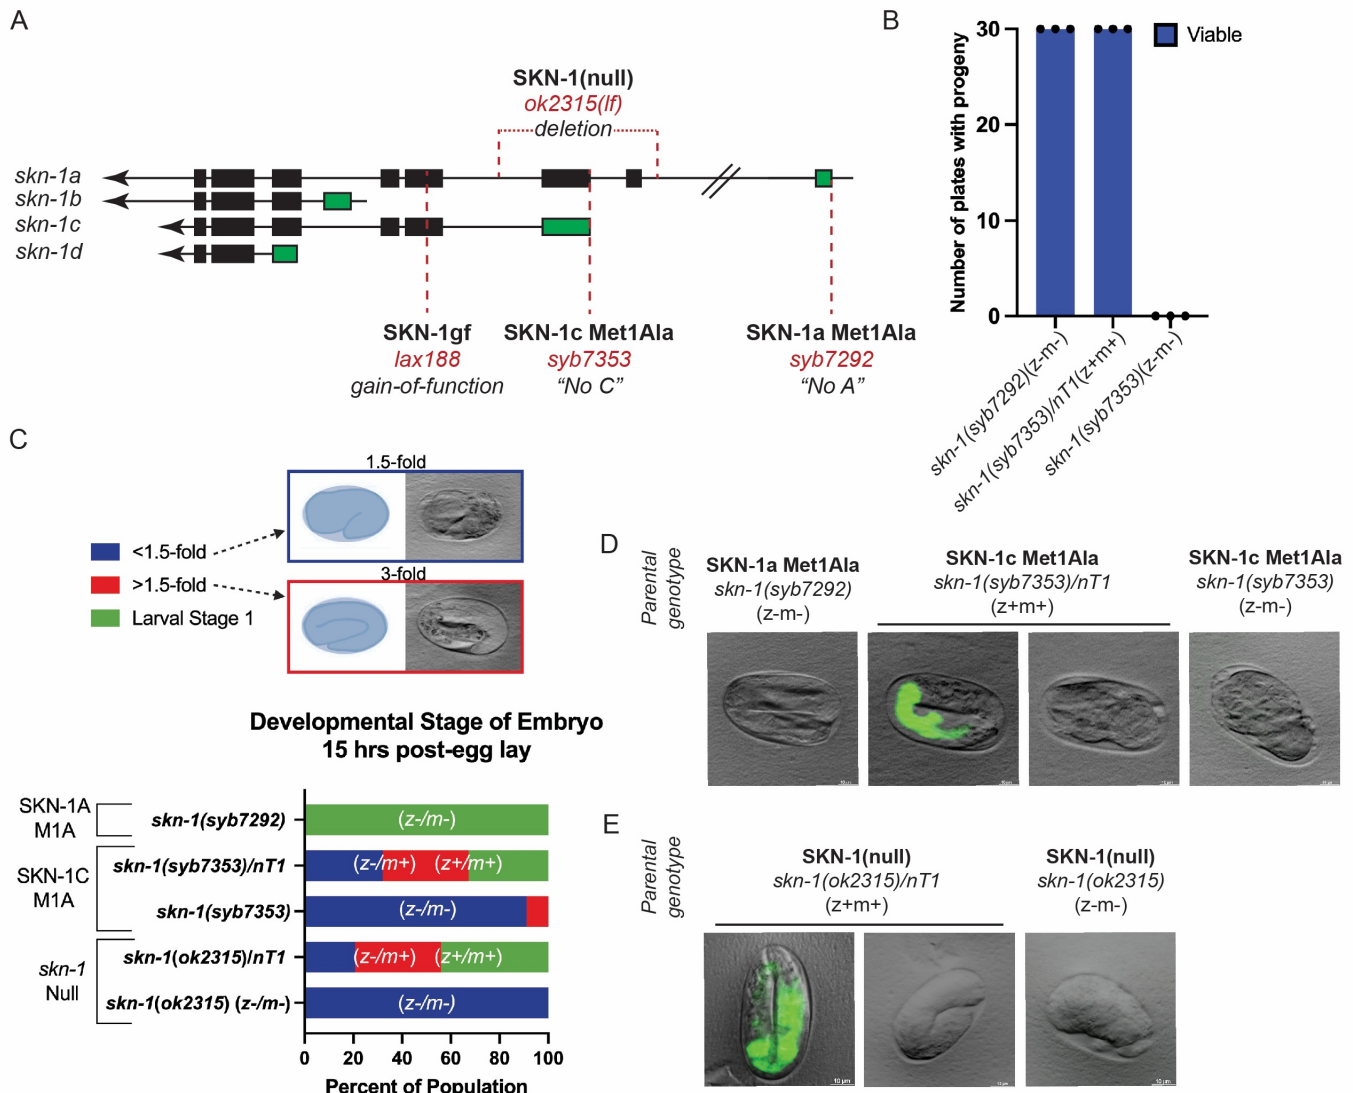 A
SKN-1(null)
ok2315(lf)
deletion
skn-1a
skn-1b
skn-1c
skn-1d
SKN-1gf
lax188
gain-of-function
SKN-1c Met1Ala
syb7353
“No C”
SKN-1a Met1Ala
syb7292
“No A”
B
Number of plates with progeny
30
20
10
0
Viable
skn-1(syb7292)(z-m-)
skn-1(syb7353)/nT1(z+m+)
skn-1(syb7353)(z-m-)
C
<1.5-fold
>1.5-fold
Larval Stage 1
1.5-fold
3-fold
Developmental Stage of Embryo
15 hrs post-egg lay
SKN-1A
M1A
skn-1(syb7292)
(z-/m-)
SKN-1C
M1A
skn-1(syb7353)/nT1
(z-/m+) (z+/m+)
skn-1(syb7353)
(z-/m-)
skn-1
Null
skn-1(ok2315)/nT1
(z-/m+) (z+/m+)
skn-1(ok2315) (z-/m-)
(z-/m-)
0 20 40 60 80 100
Percent of Population
D
Parental
genotype
SKN-1a Met1Ala
skn-1(syb7292)
(z-m-)
SKN-1c Met1Ala
skn-1(syb7353)/nT1
(z+m+)
SKN-1c Met1Ala
skn-1(syb7353)
(z-m-)
E
Parental
genotype
SKN-1(null)
skn-1(ok2315)/nT1
(z+m+)
SKN-1(null)
skn-1(ok2315)
(z-m-)
10 µm
10 µm